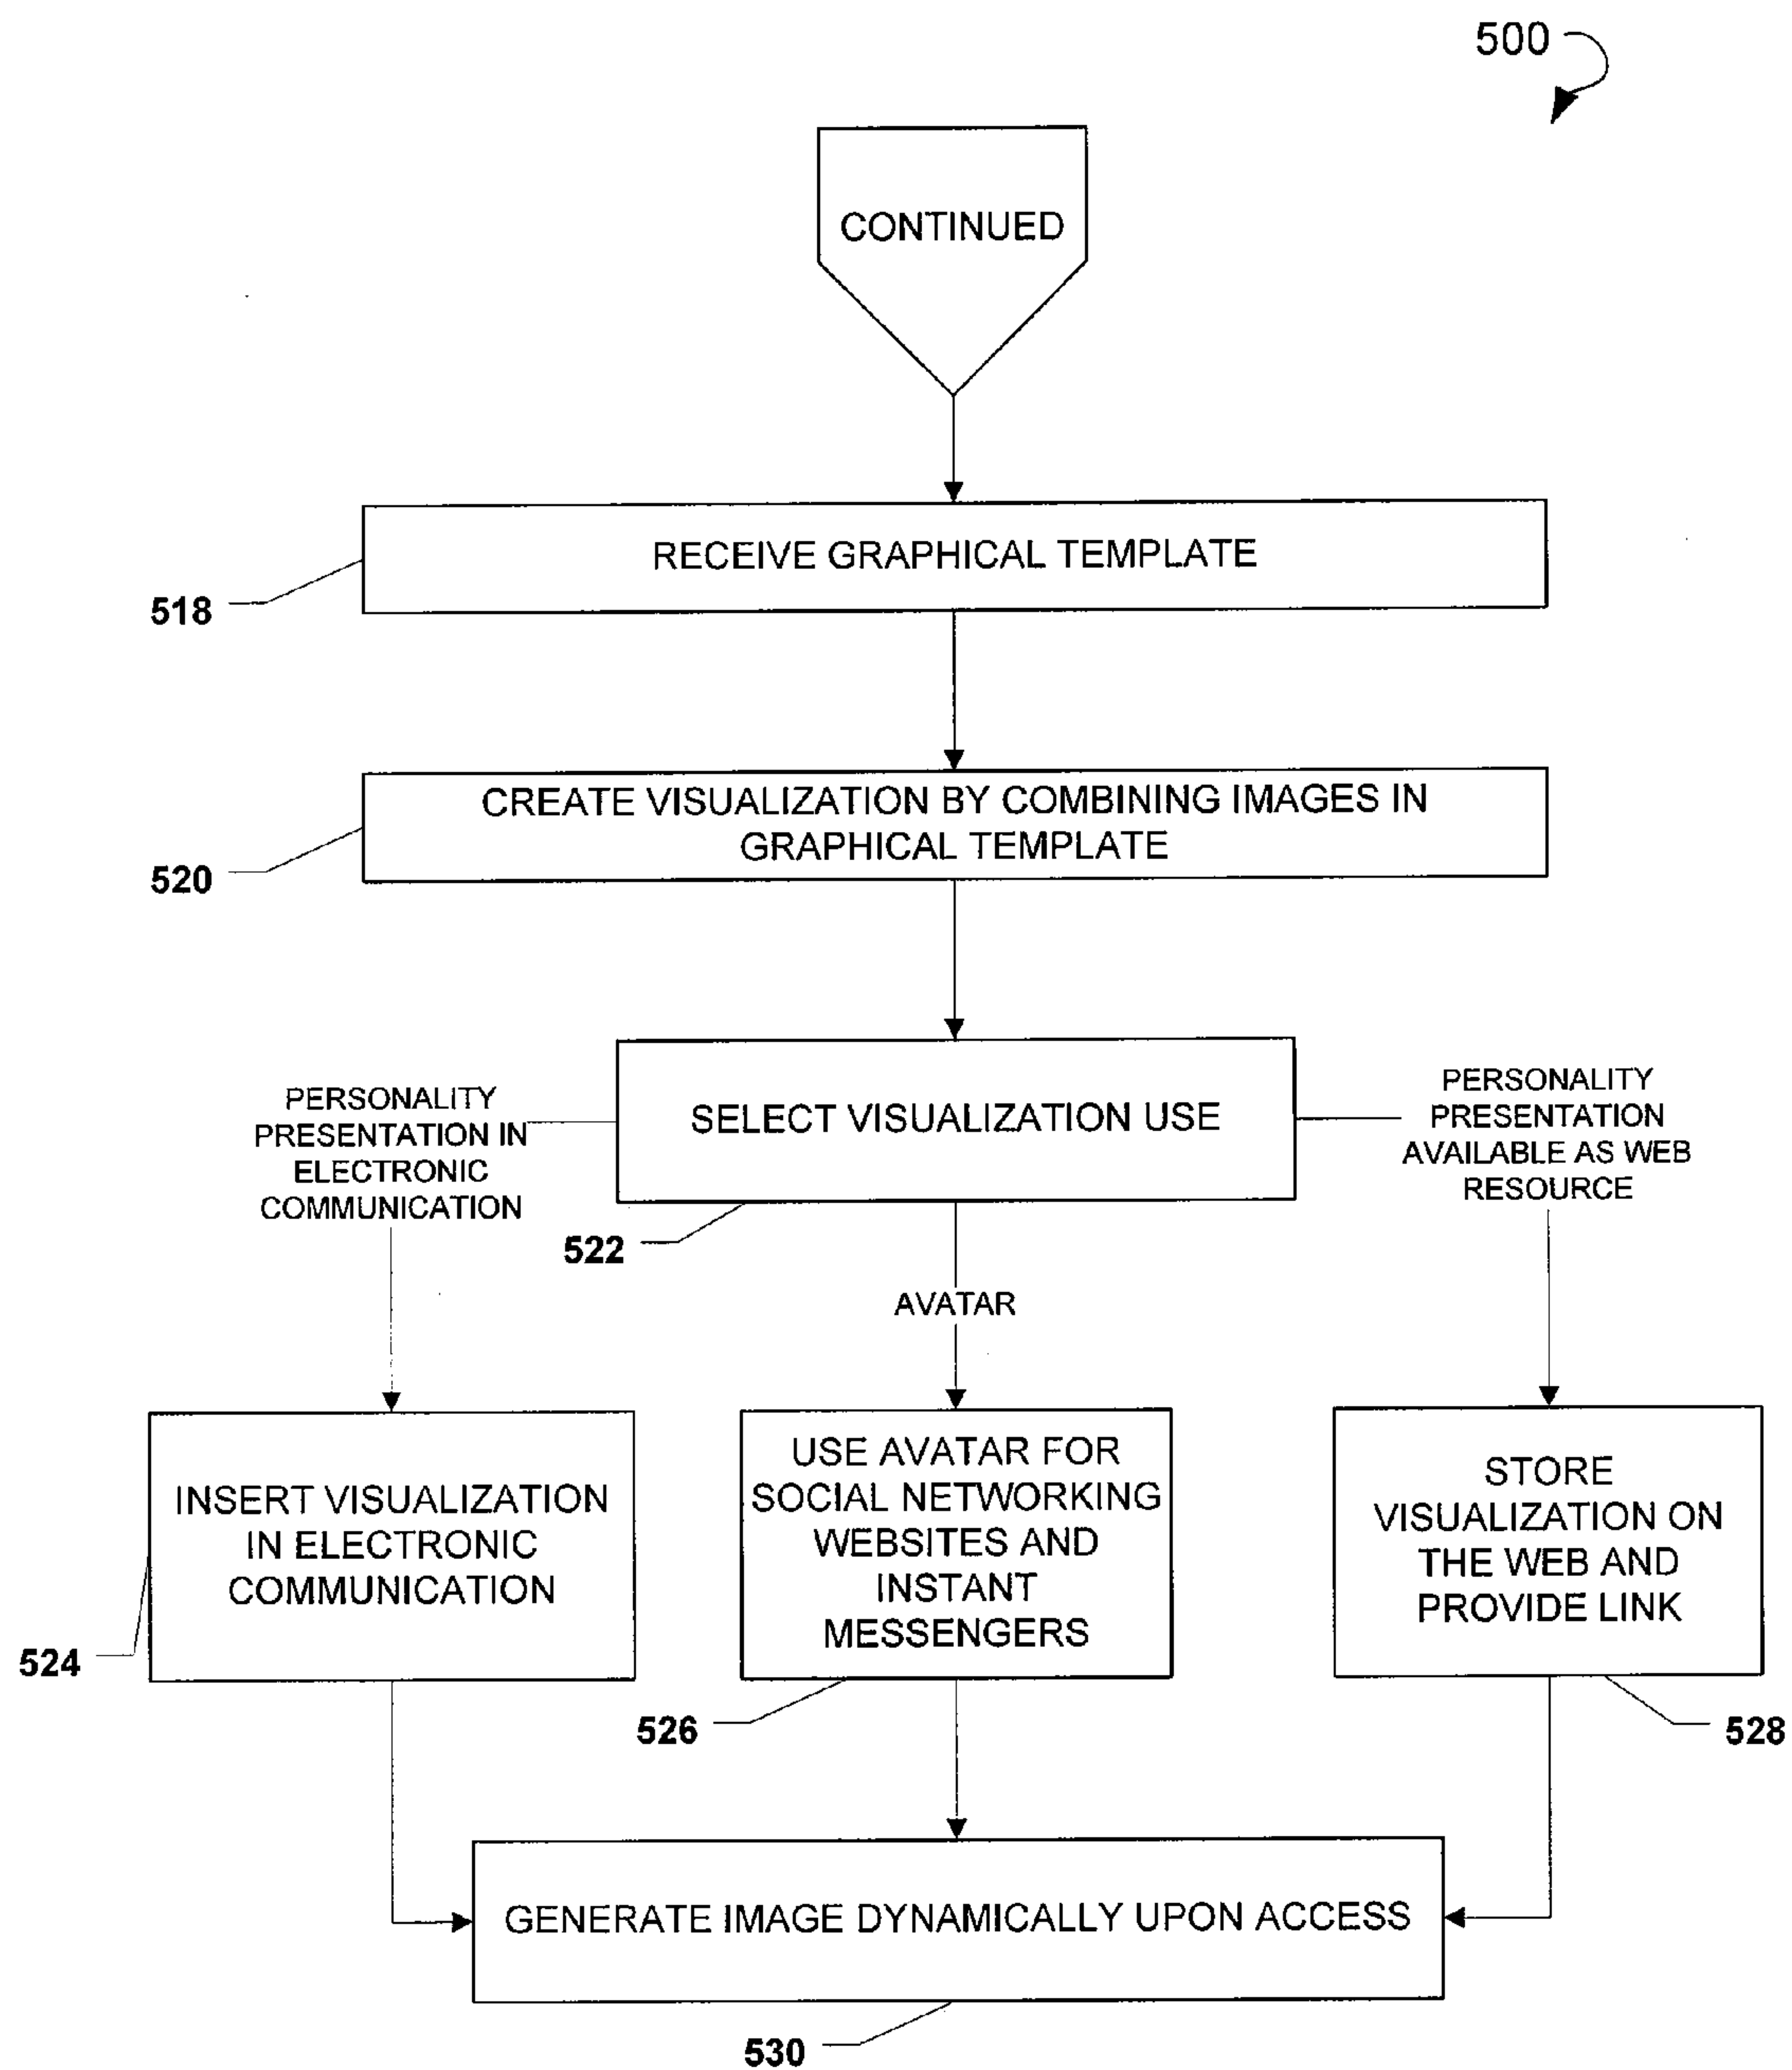 500
CONTINUED
RECEIVE GRAPHICAL TEMPLATE
518
CREATE VISUALIZATION BY COMBINING IMAGES IN
GRAPHICAL TEMPLATE
520
SELECT VISUALIZATION USE
522
PERSONALITY
PRESENTATION IN
ELECTRONIC
COMMUNICATION
AVATAR
PERSONALITY
PRESENTATION
AVAILABLE AS WEB
RESOURCE
INSERT VISUALIZATION
IN ELECTRONIC
COMMUNICATION
524
USE AVATAR FOR
SOCIAL NETWORKING
WEBSITES AND
INSTANT
MESSENGERS
526
STORE
VISUALIZATION ON
THE WEB AND
PROVIDE LINK
528
GENERATE IMAGE DYNAMICALLY UPON ACCESS
530